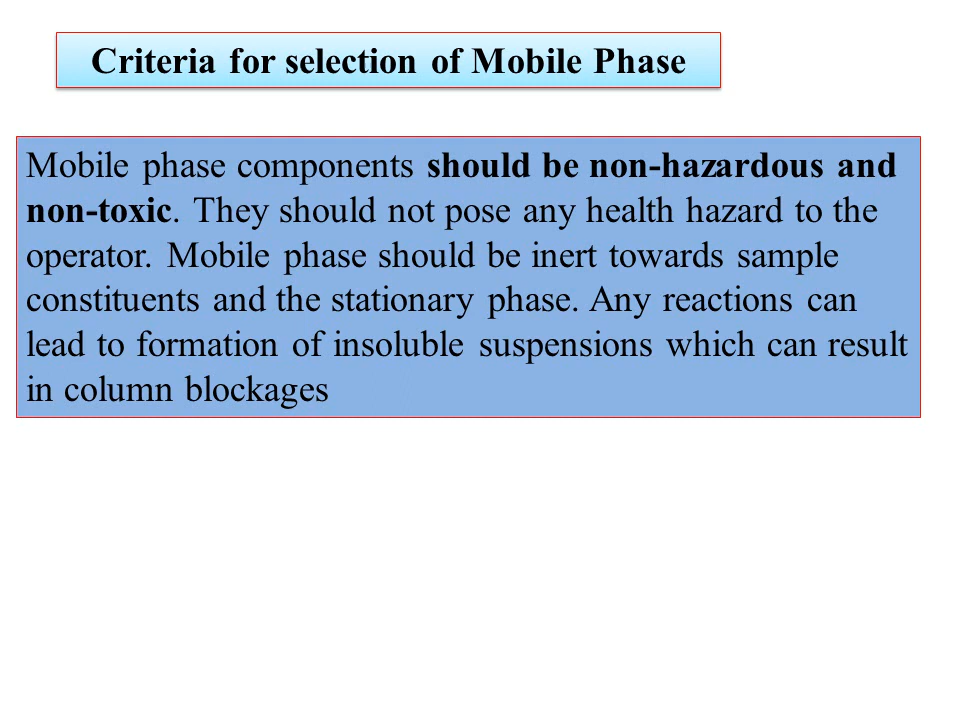 Criteria for selection of Mobile Phase
Mobile phase components should be non-hazardous and
non-toxic. They should not pose any health hazard to the
operator. Mobile phase should be inert towards sample
constituents and the stationary phase. Any reactions can
lead to formation of insoluble suspensions which can result
in column blockages